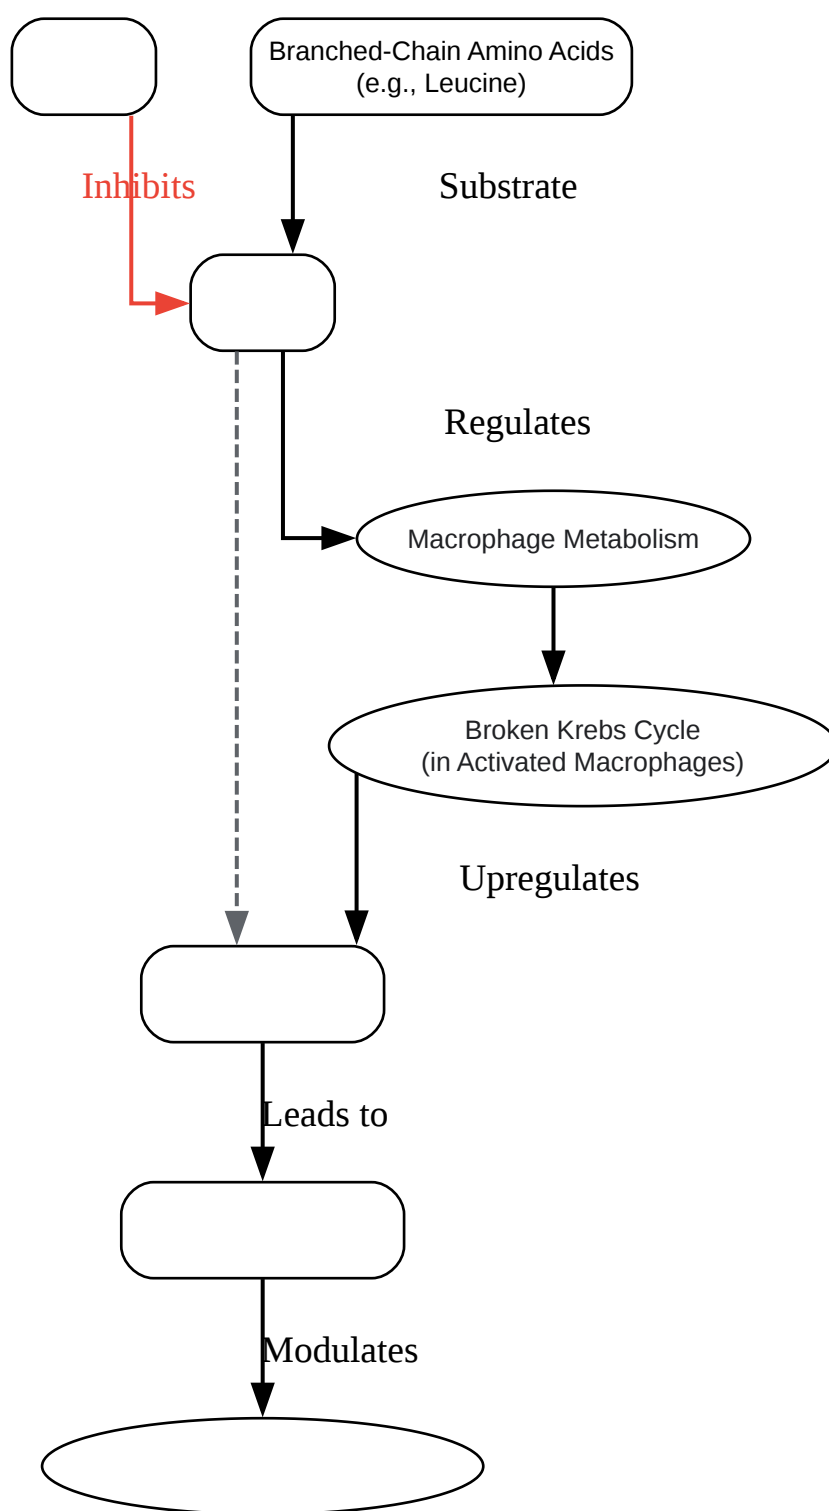 Branched-Chain Amino Acids
(e.g., Leucine)
Inhibits
Substrate
Regulates
Macrophage Metabolism
Broken Krebs Cycle
(in Activated Macrophages)
Upregulates
Leads to
Modulates